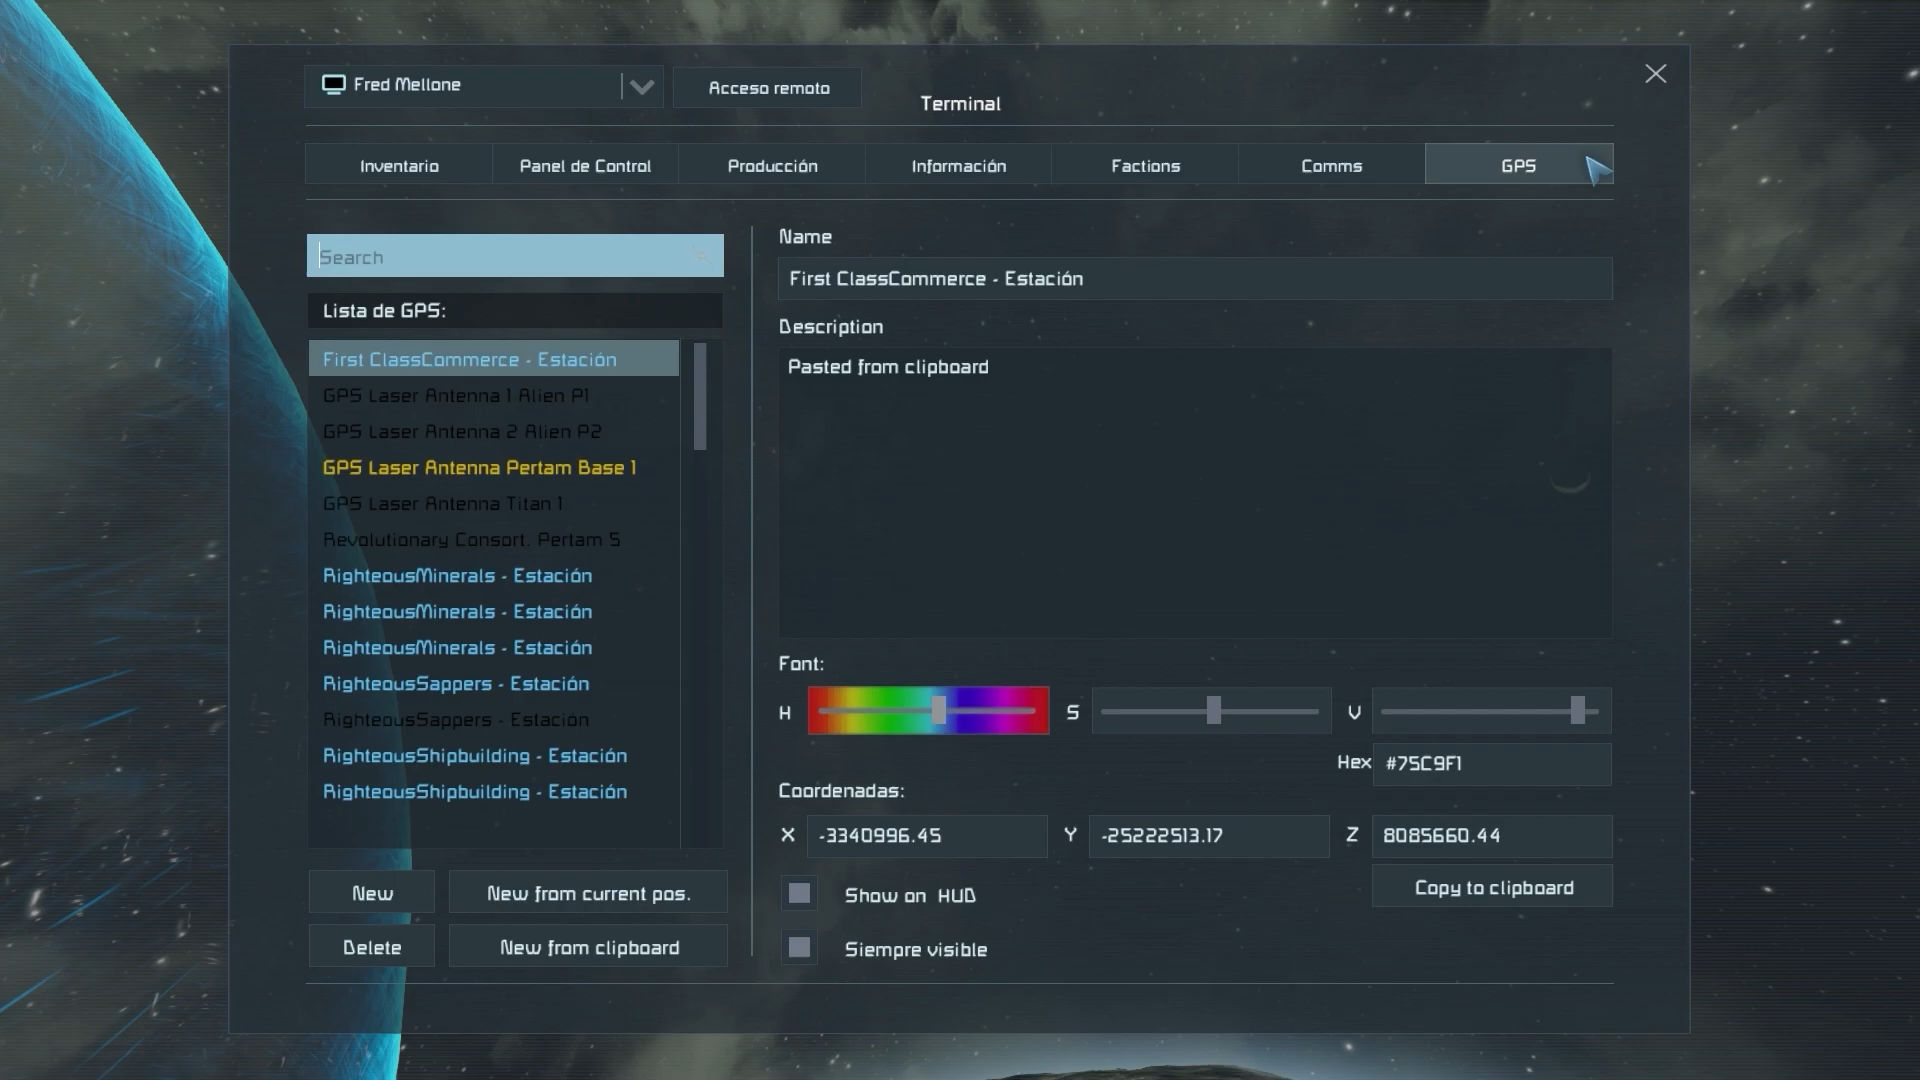 Fred Mellone
Acceso remoto
Terminal
Inventario
Panel de Control
Producción
Información
Factions
Comms
GPS
Search
Lista de GPS:
First ClassCommerce - Estación
GPS Laser Antenna 1 Alien P1
GPS Laser Antenna 2 Alien P2
GPS Laser Antenna Pertam Base 1
GPS Laser Antenna Titan 1
Revolutionary Consort. Pertam S
RighteousMinerals - Estación
RighteousMinerals - Estación
RighteousMinerals - Estación
RighteousSappers - Estación
RighteousSappers - Estación
RighteousShipbuilding - Estación
RighteousShipbuilding - Estación
New
New from current pos.
Delete
New from clipboard
Name
First ClassCommerce - Estación
Description
Pasted from clipboard
Font:
H
S
V
Hex #75C9F1
Coordenadas:
X -3340996.45
Y -25222513.17
Z 8085660.44
Show on HUD
Copy to clipboard
Siempre visible